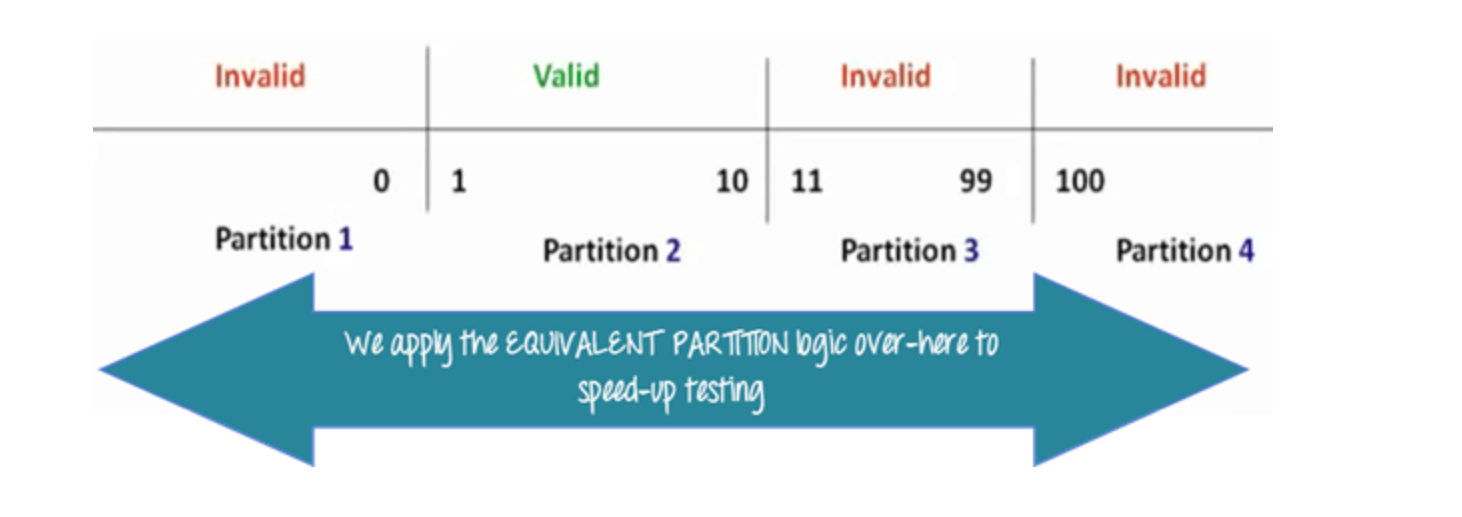 Invalid Valid Invalid Invalid
0 1 10 11 99 100
Partition 1 Partition 2 Partition 3 Partition 4
We apply the EQUIVALENT PARTITION logic over-here to
speed-up testing